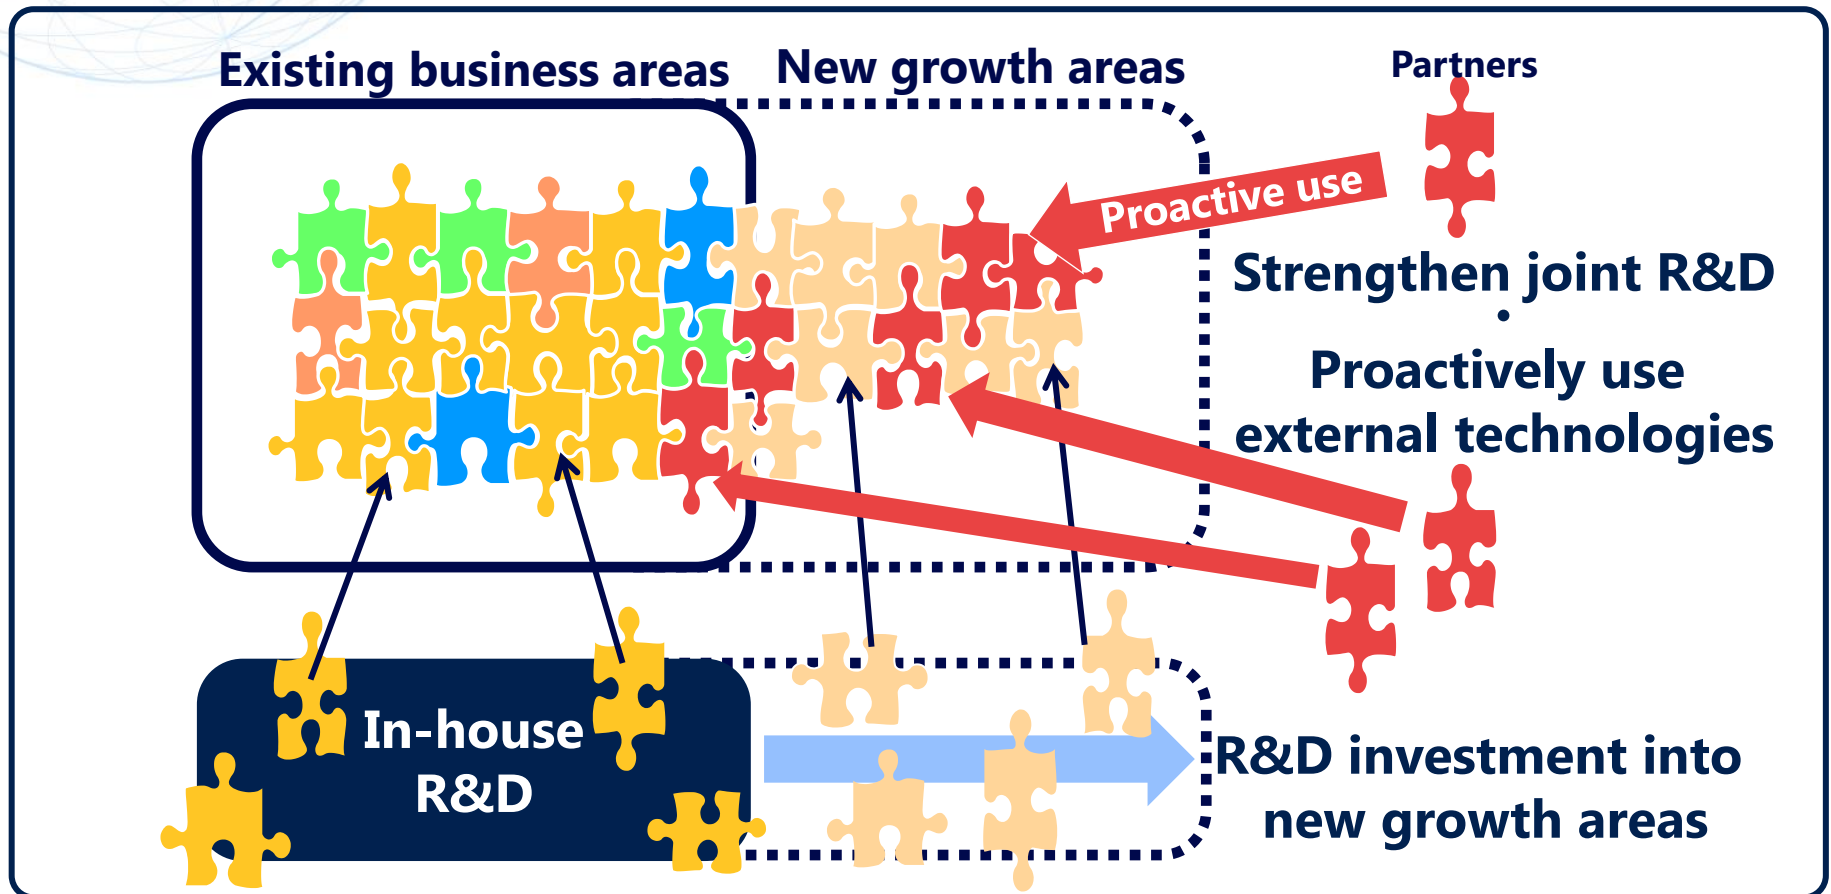 Existing business areas
New growth areas
Partners
Proactive use
Strengthen joint R&D
•
Proactively use
external technologies
In-house
R&D
R&D investment into
new growth areas